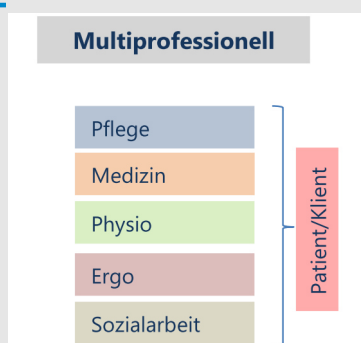 Multiprofessionell
Pflege
Medizin
Physio
Ergo
Sozialarbeit
Patient/Klient